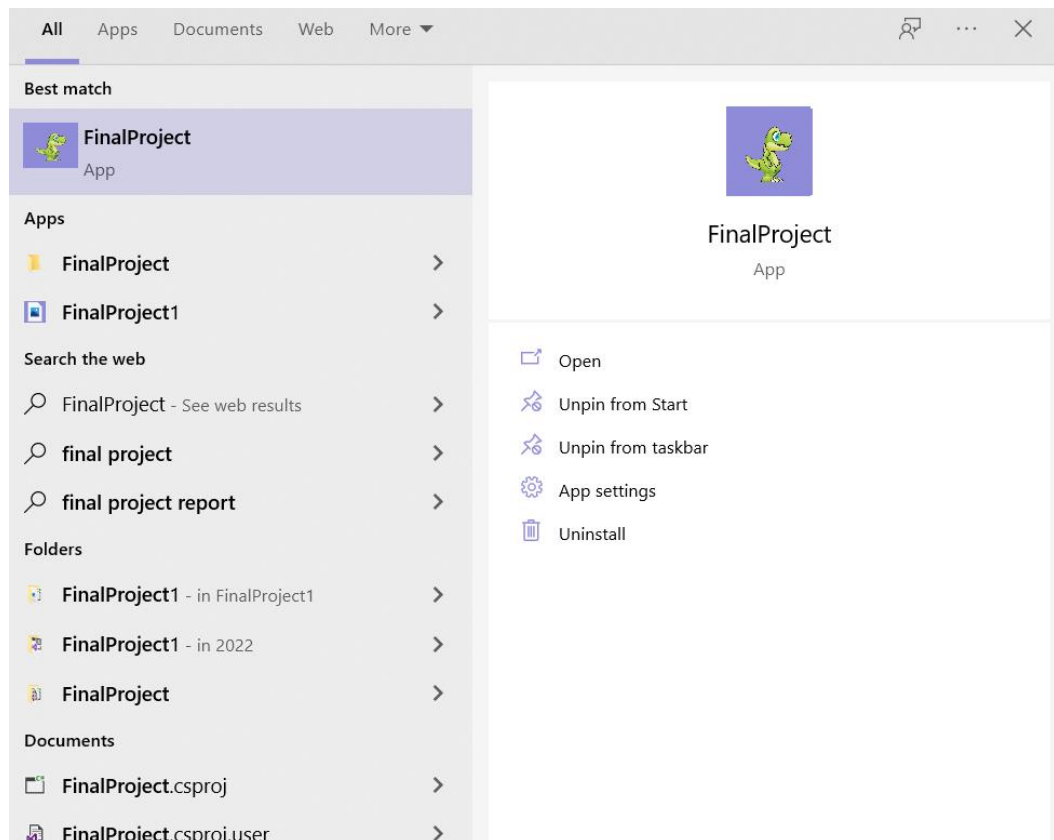 All Apps Documents Web More
Best match
FinalProject
App
Apps
FinalProject
FinalProject1
Search the web
FinalProject - See web results
final project
final project report
Folders
FinalProject1 - in FinalProject1
FinalProject1 - in 2022
FinalProject
Documents
FinalProject.csproj
FinalProject.csproj.user
FinalProject
App
Open
Unpin from Start
Unpin from taskbar
App settings
Uninstall